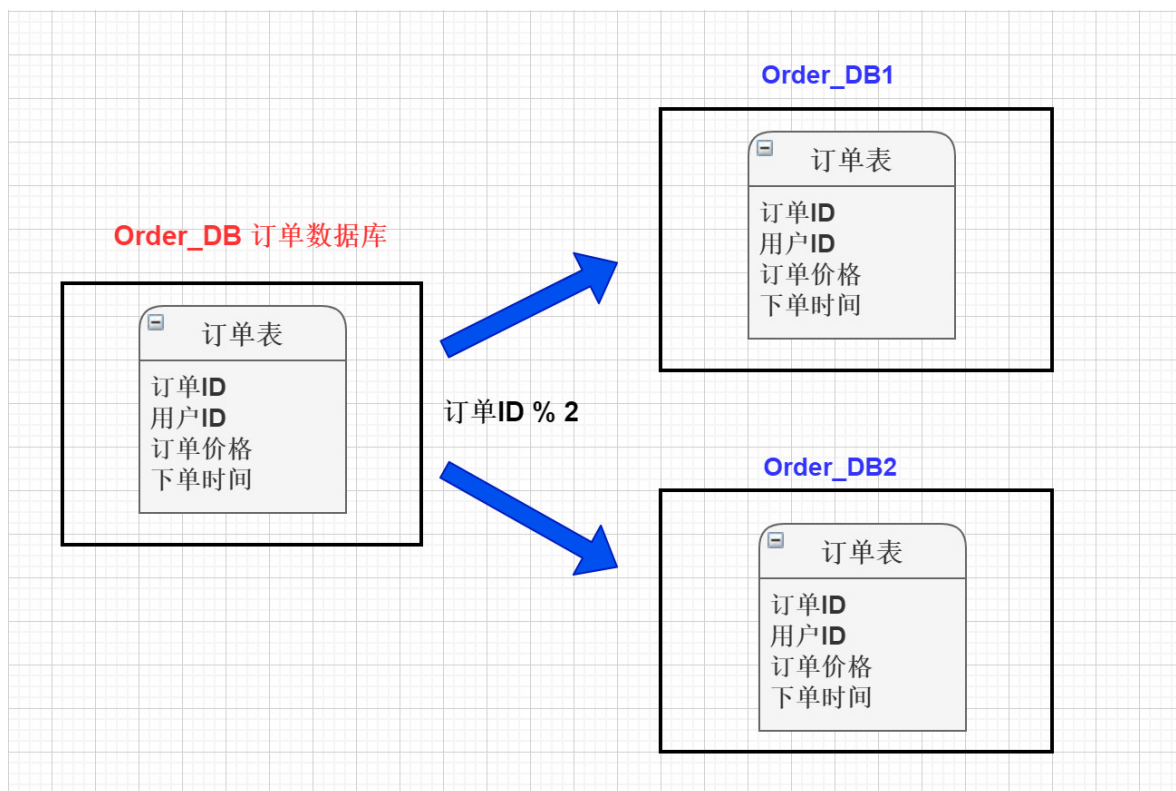 Order_DB 订单数据库
订单表
订单ID
用户ID
订单价格
下单时间
订单ID % 2
Order_DB1
订单表
订单ID
用户ID
订单价格
下单时间
Order_DB2
订单表
订单ID
用户ID
订单价格
下单时间